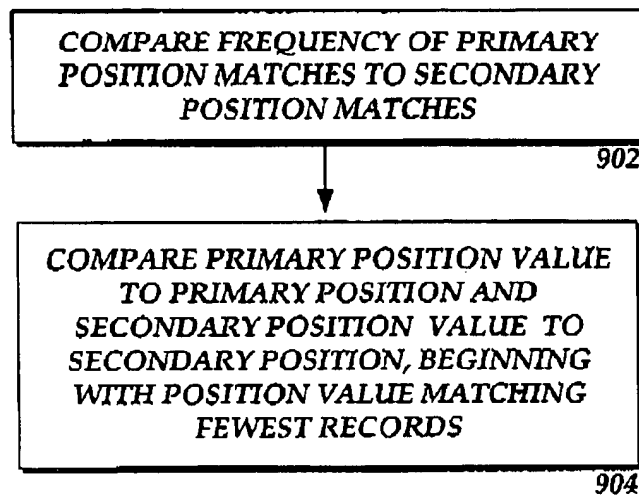 COMPARE FREQUENCY OF PRIMARY
POSITION MATCHES TO SECONDARY
POSITION MATCHES
902
COMPARE PRIMARY POSITION VALUE
TO PRIMARY POSITION AND
SECONDARY POSITION VALUE TO
SECONDARY POSITION, BEGINNING
WITH POSITION VALUE MATCHING
FEWEST RECORDS
904